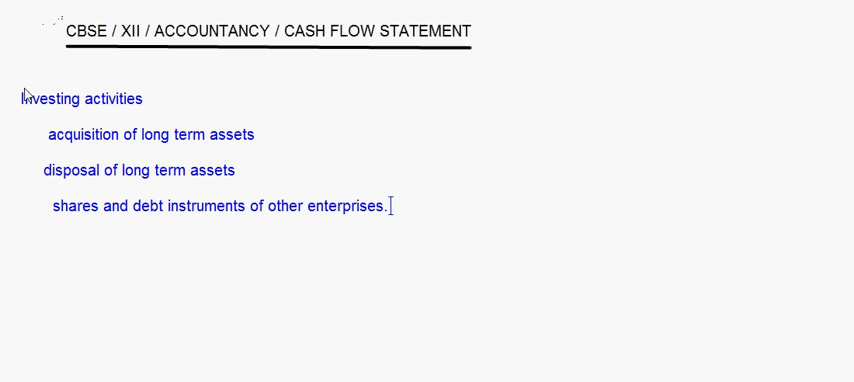 CBSE / XII / ACCOUNTANCY / CASH FLOW STATEMENT
Investing activities
acquisition of long term assets
disposal of long term assets
shares and debt instruments of other enterprises.